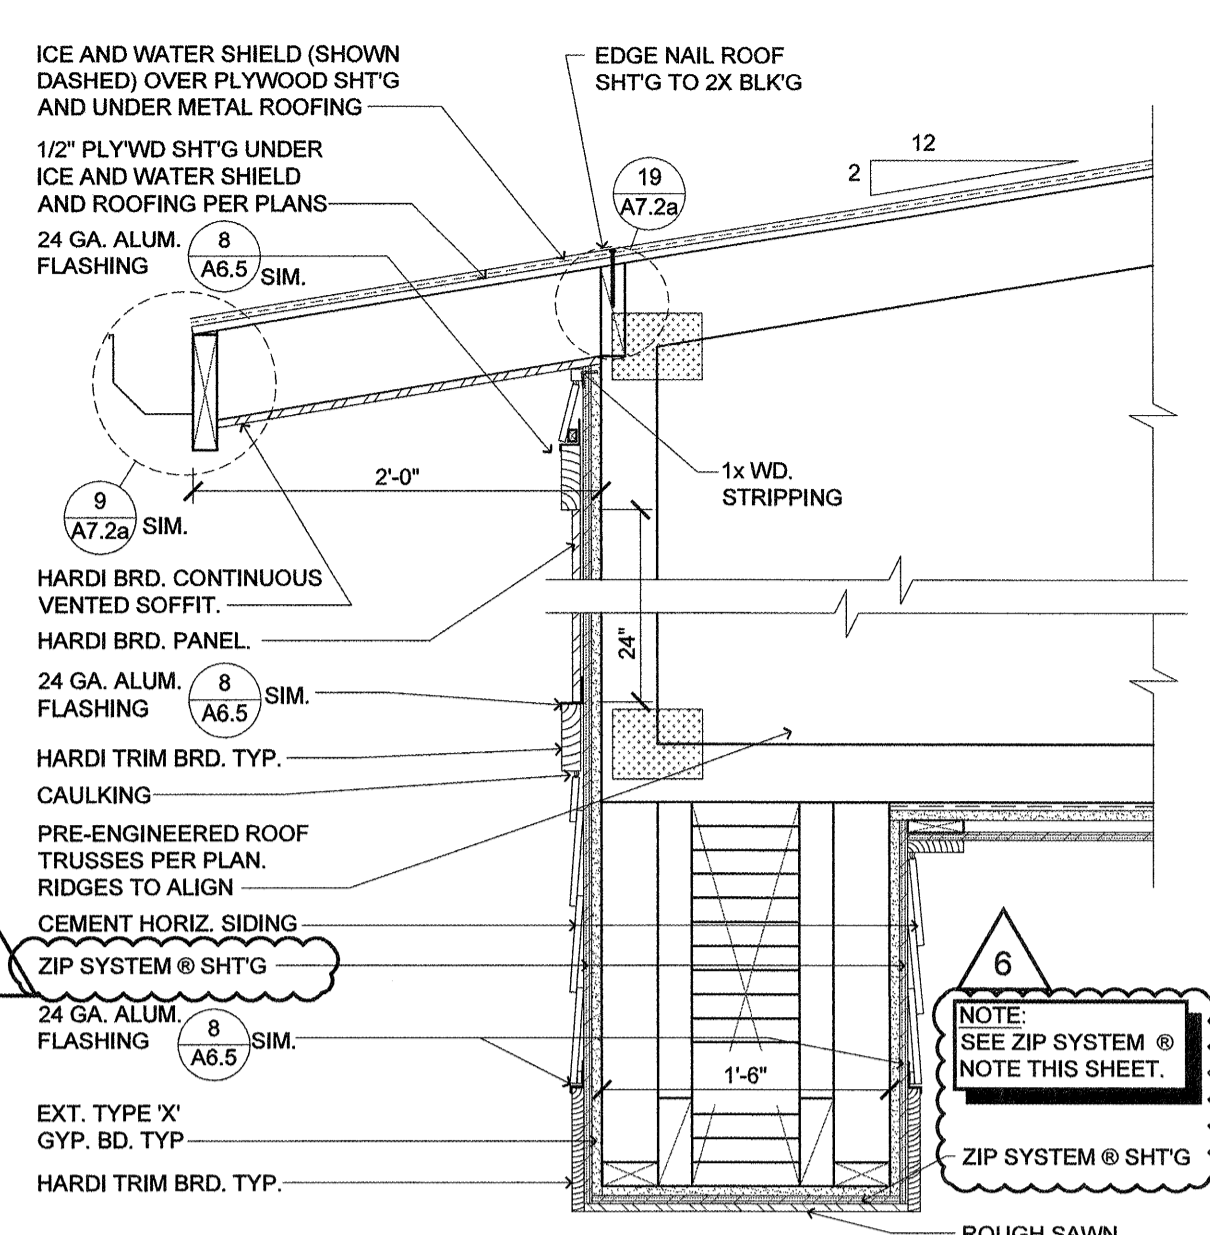 ICE AND WATER SHIELD (SHOWN
DASHED) OVER PLYWOOD SHT'G
AND UNDER METAL ROOFING
1/2" PLY'WD SHT'G UNDER
ICE AND WATER SHIELD
AND ROOFING PER PLANS
24 GA. ALUM.
FLASHING
8
A6.5
SIM.
EDGE NAIL ROOF
SHT'G TO 2X BLK'G
19
A7.2a
12
2
2'-0"
1x WD.
STRIPPING
9
A7.2a
SIM.
24"
HARDI BRD. CONTINUOUS
VENTED SOFFIT.
HARDI BRD. PANEL.
24 GA. ALUM.
FLASHING
8
A6.5
SIM.
HARDI TRIM BRD. TYP.
CAULKING
PRE-ENGINEERED ROOF
TRUSSES PER PLAN.
RIDGES TO ALIGN
CEMENT HORIZ. SIDING
ZIP SYSTEM ® SHT'G
24 GA. ALUM.
FLASHING
8
A6.5
SIM.
1'-6"
EXT. TYPE 'X'
GYP. BD. TYP
HARDI TRIM BRD. TYP.
6
NOTE:
SEE ZIP SYSTEM ®
NOTE THIS SHEET.
ZIP SYSTEM ® SHT'G
ROUGH SAWN